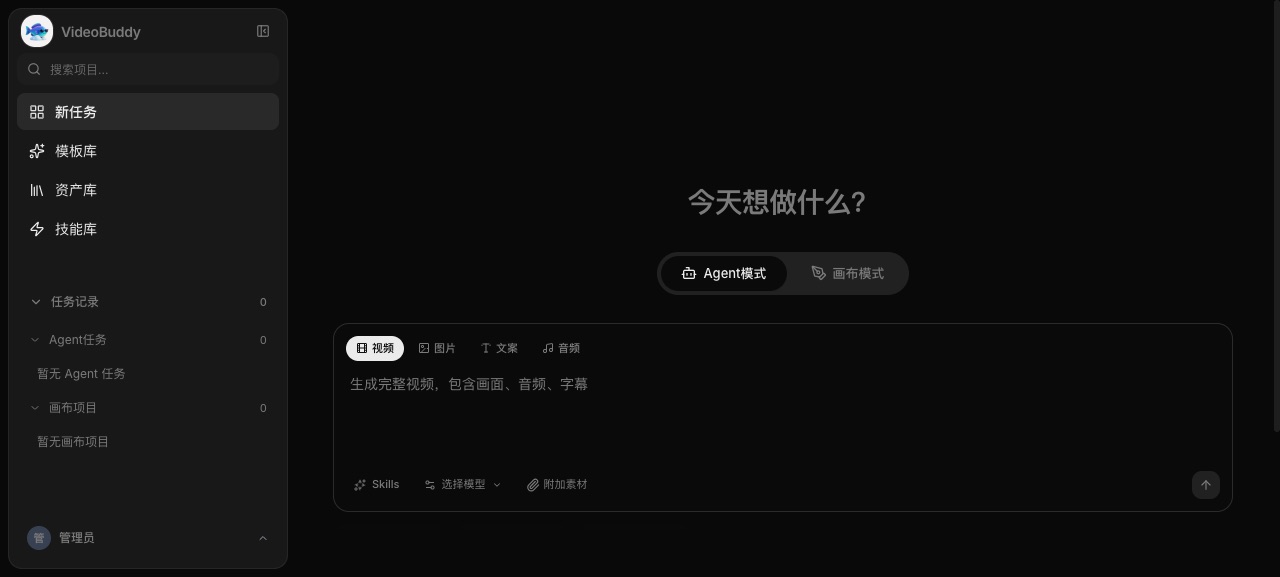 VideoBuddy
搜索项目...
新任务
模板库
资产库
技能库
任务记录 0
Agent任务 0
暂无 Agent 任务
画布项目 0
暂无画布项目
管 管理员
今天想做什么?
Agent模式 画布模式
视频 图片 文案 音频
生成完整视频，包含画面、音频、字幕
Skills 选择模型 附加素材